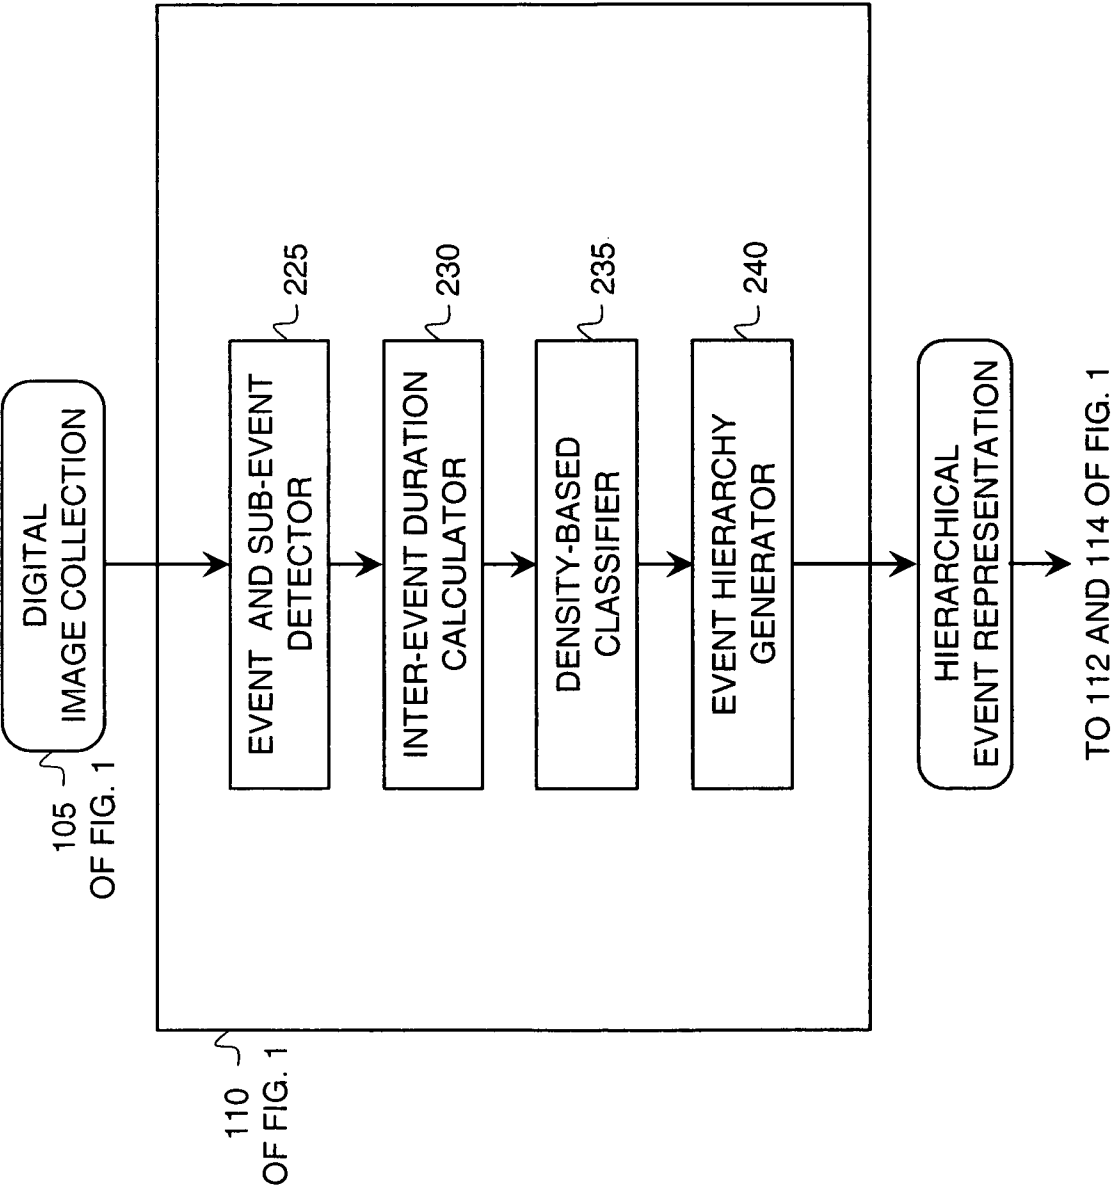 DIGITAL
IMAGE COLLECTION
105
OF FIG. 1
110
OF FIG. 1
EVENT AND SUB-EVENT
DETECTOR
225
INTER-EVENT DURATION
CALCULATOR
230
DENSITY-BASED
CLASSIFIER
235
EVENT HIERARCHY
GENERATOR
240
HIERARCHICAL
EVENT REPRESENTATION
TO 112 AND 114 OF FIG. 1